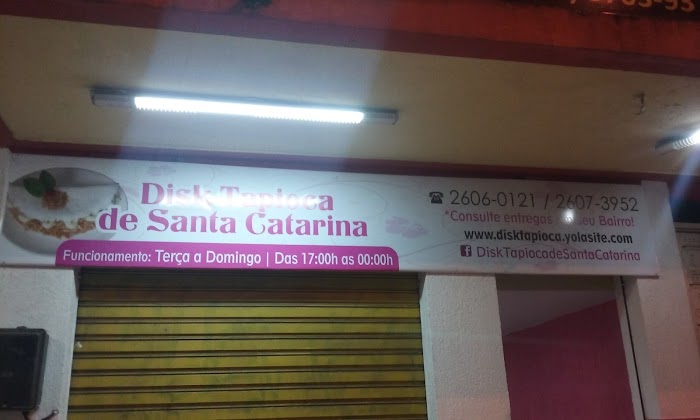 Disk Tapioca
de Santa Catarina
Funcionamento: Terça a Domingo | Das 17:00h as 00:00h
☎ 2606-0121 / 2607-3952
*Consulte entregas seu Bairro!
www.disktapioca.yolasite.com
DiskTapiocadeSantaCatarina